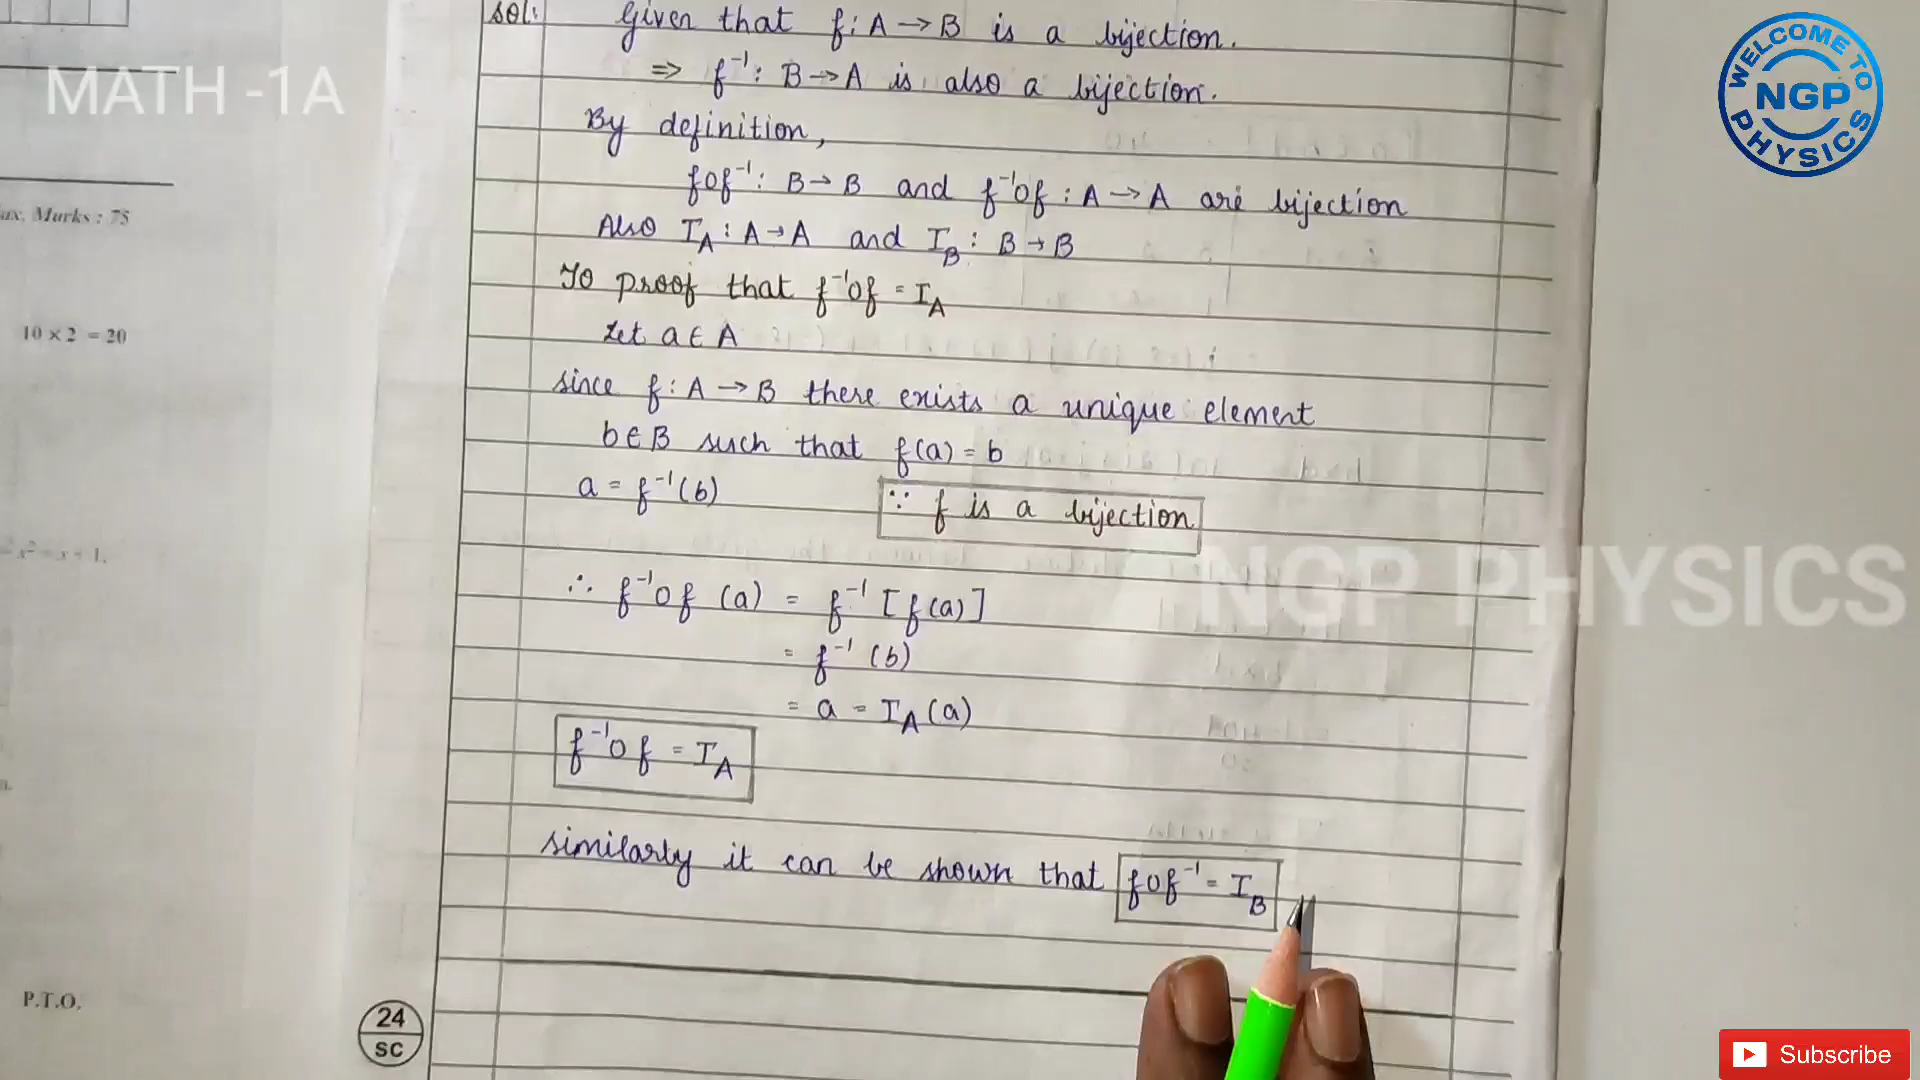 MATH -1A
WELCOME TO
NGP
PHYSICS
Sol:
Given that f : A → B is a bijection.
⇒ f⁻¹ : B → A is also a bijection.
By definition,
fof⁻¹ : B → B and f⁻¹of : A → A are bijection
Also I_A : A → A and I_B : B → B
To proof that f⁻¹of = I_A
Let a ∈ A
since f : A → B there exists a unique element
b ∈ B such that f(a) = b
a = f⁻¹(b) ∵ f is a bijection
∴ f⁻¹of (a) = f⁻¹ [f(a)]
= f⁻¹ (b)
= a = I_A (a)
f⁻¹of = I_A
similarly it can be shown that fof⁻¹ = I_B
Marks : 75
10 × 2 = 20
P.T.O.
24
SC
NGP PHYSICS
Subscribe